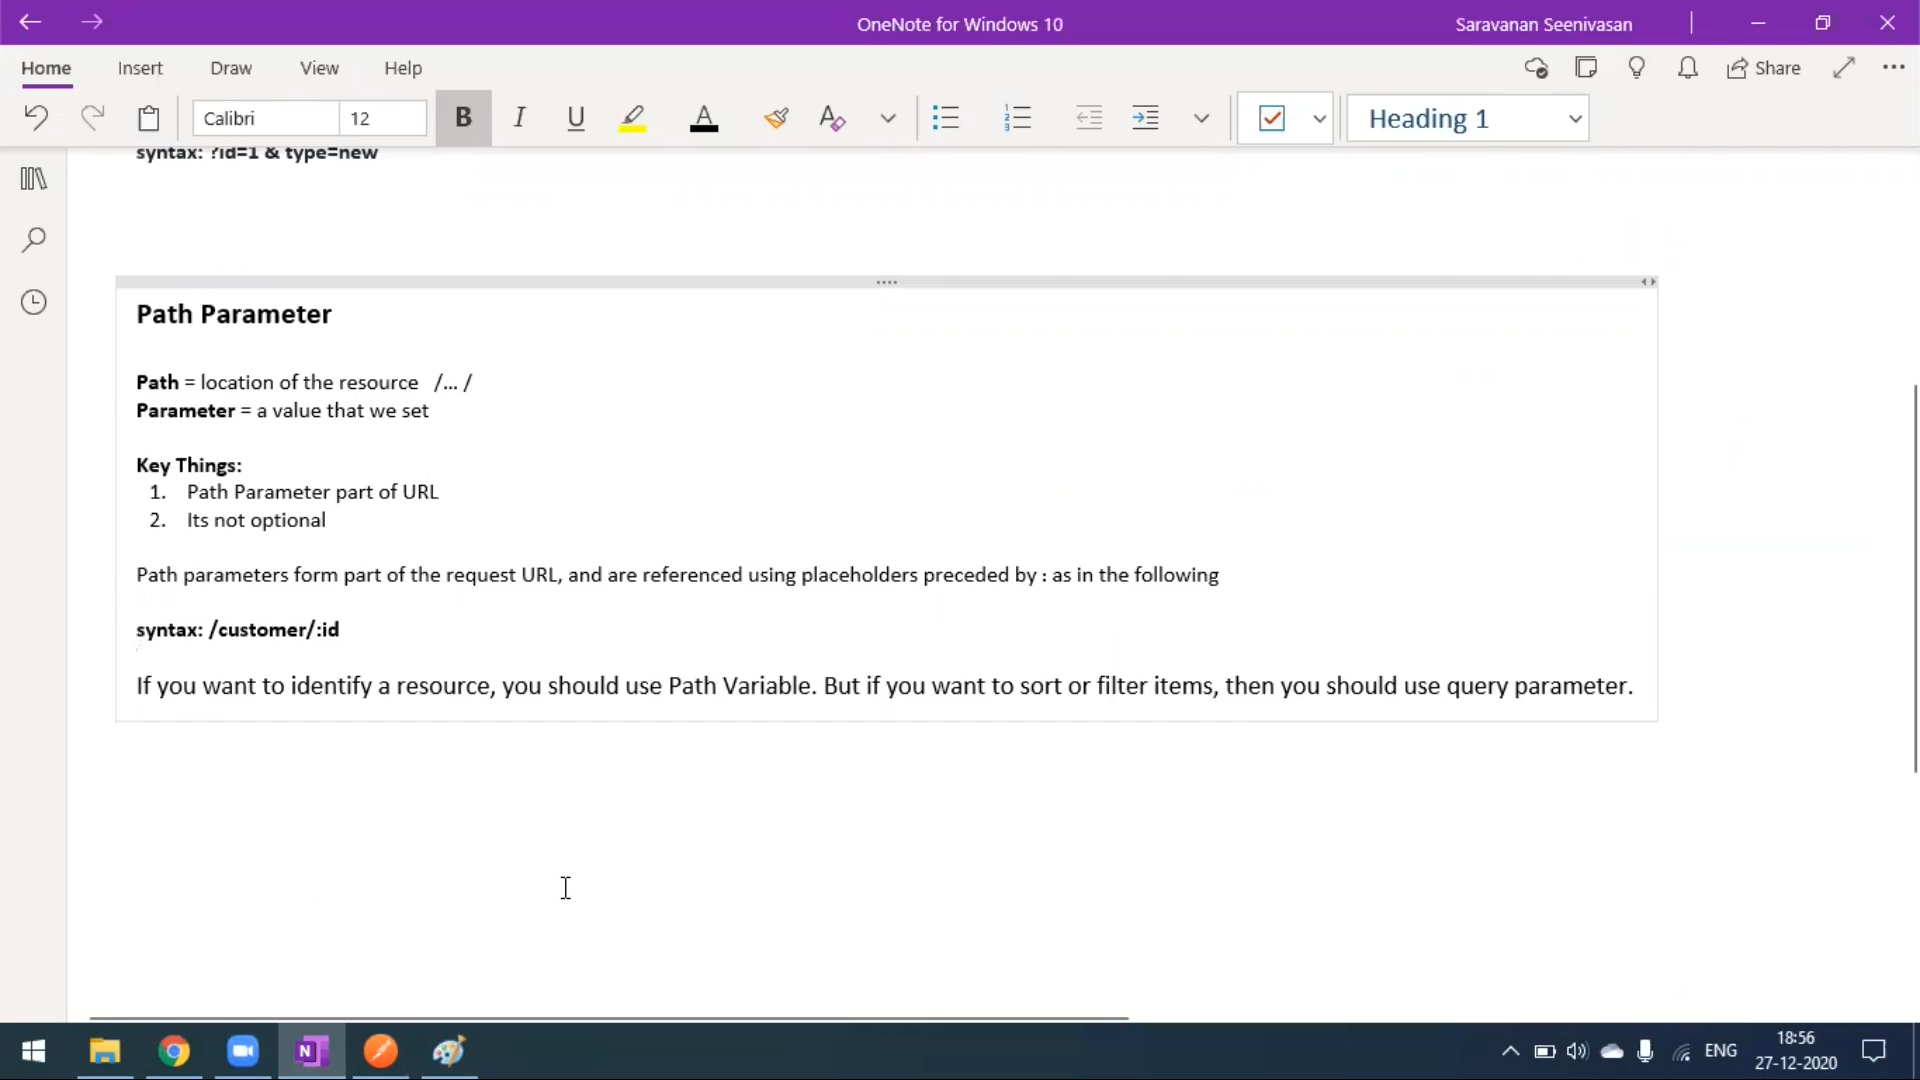 OneNote for Windows 10
Saravanan Seenivasan
Home Insert Draw View Help
Share
Calibri 12 B I U A A Heading 1
syntax: ?id=1 & type=new
Path Parameter
Path = location of the resource /... /
Parameter = a value that we set
Key Things:
1. Path Parameter part of URL
2. Its not optional
Path parameters form part of the request URL, and are referenced using placeholders preceded by : as in the following
syntax: /customer/:id
If you want to identify a resource, you should use Path Variable. But if you want to sort or filter items, then you should use query parameter.
N
ENG
18:56
27-12-2020